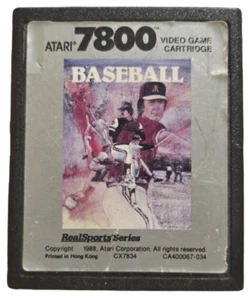 ATARI 7800 VIDEO GAME CARTRIDGE
BASEBALL
A
RealSports Series
Copyright 1988, Atari Corporation. All rights reserved.
Printed in Hong Kong CX7834 CA400067-034